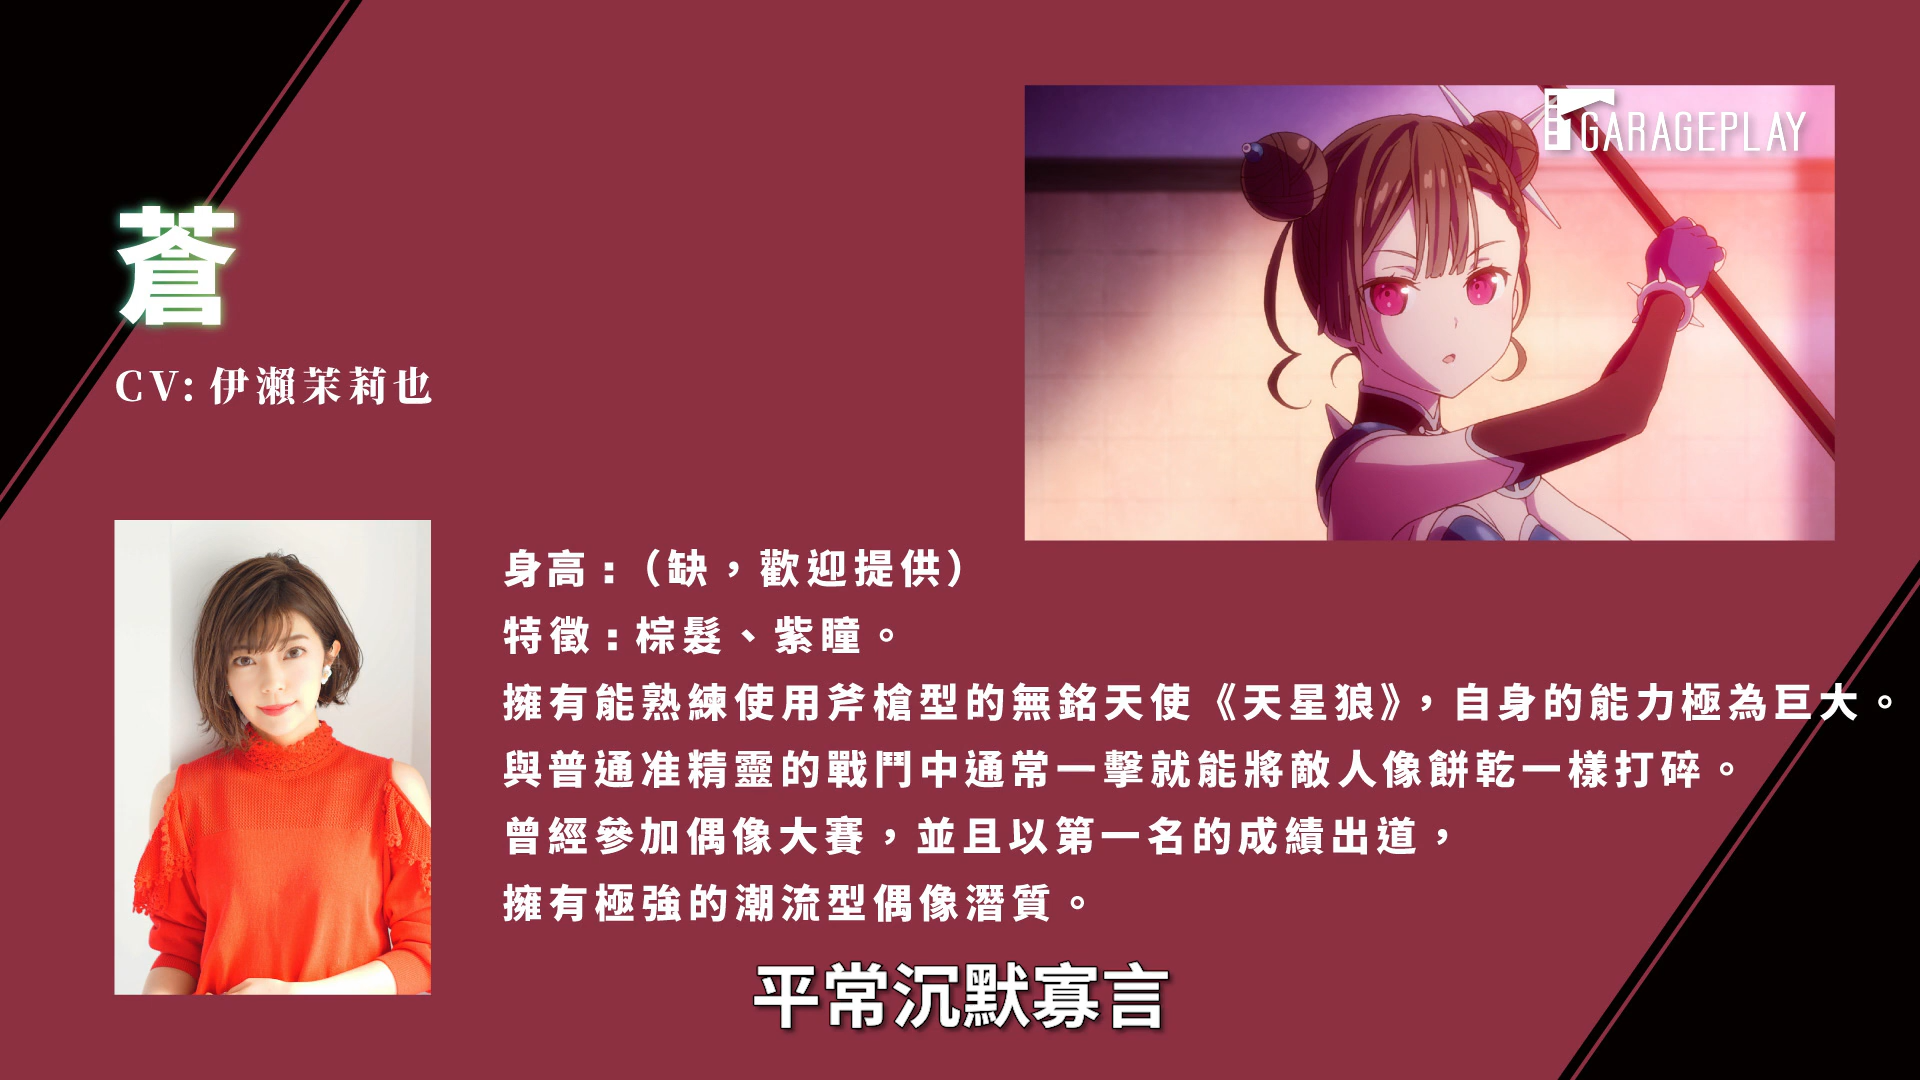 GARAGEPLAY
蒼
CV: 伊瀨茉莉也
身高：（缺，歡迎提供）
特徵：棕髮、紫瞳。
擁有能熟練使用斧槍型的無銘天使《天星狼》，自身的能力極為巨大。
與普通准精靈的戰鬥中通常一擊就能將敵人像餅乾一樣打碎。
曾經參加偶像大賽，並且以第一名的成績出道，
擁有極強的潮流型偶像潛質。
平常沉默寡言